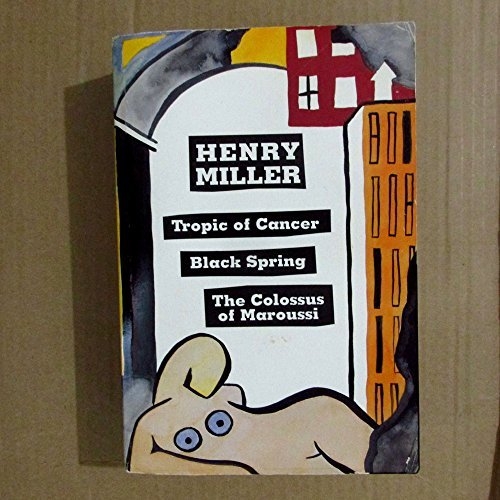 HENRY
MILLER
Tropic of Cancer
Black Spring
The Colossus
of Maroussi